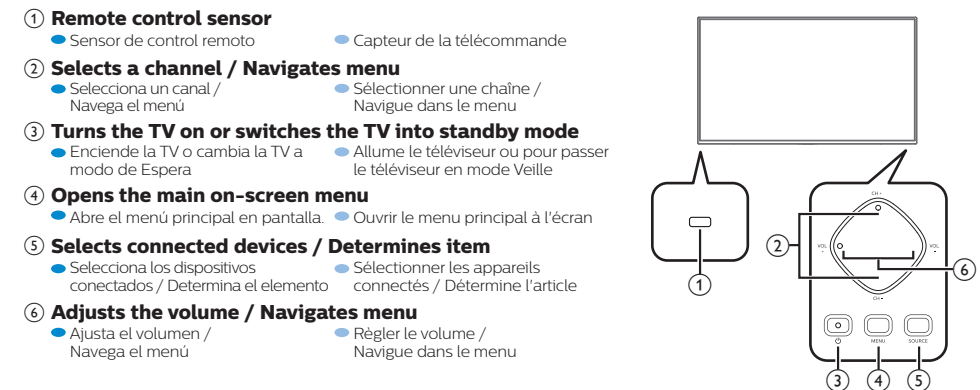 ① Remote control sensor
Sensor de control remoto
Capteur de la télécommande
② Selects a channel / Navigates menu
Selecciona un canal /
Navega el menú
Sélectionner une chaîne /
Navigue dans le menu
③ Turns the TV on or switches the TV into standby mode
Enciende la TV o cambia la TV a
modo de Espera
Allume le téléviseur ou pour passer
le téléviseur en mode Veille
④ Opens the main on-screen menu
Abre el menú principal en pantalla.
Ouvrir le menu principal à l'écran
⑤ Selects connected devices / Determines item
Selecciona los dispositivos
conectados / Determina el elemento
Sélectionner les appareils
connectés / Détermine l'article
⑥ Adjusts the volume / Navigates menu
Ajusta el volumen /
Navega el menú
Règler le volume /
Navigue dans le menu
①
CH +
②
VOL
-
VOL
⑥
CH -
MENU
SOURCE
③
④
⑤